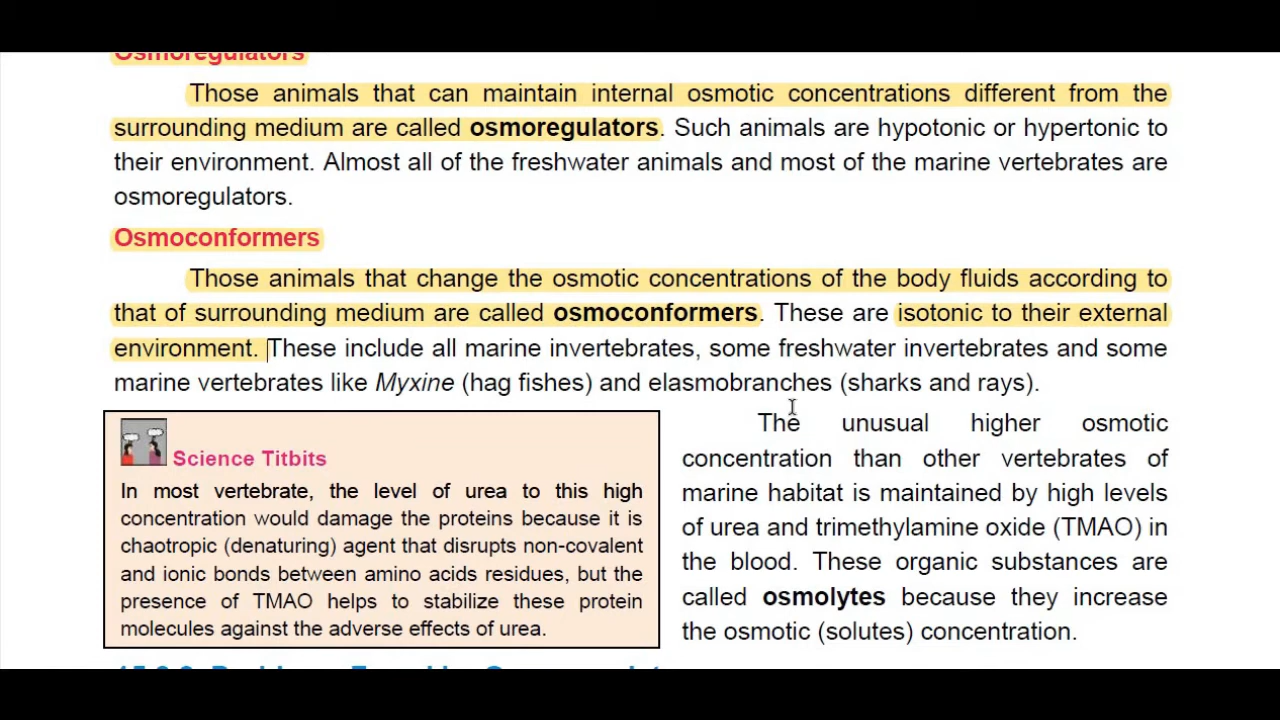 Osmoregulators
Those animals that can maintain internal osmotic concentrations different from the
surrounding medium are called osmoregulators. Such animals are hypotonic or hypertonic to
their environment. Almost all of the freshwater animals and most of the marine vertebrates are
osmoregulators.
Osmoconformers
Those animals that change the osmotic concentrations of the body fluids according to
that of surrounding medium are called osmoconformers. These are isotonic to their external
environment. These include all marine invertebrates, some freshwater invertebrates and some
marine vertebrates like Myxine (hag fishes) and elasmobranches (sharks and rays).
Science Titbits
In most vertebrate, the level of urea to this high
concentration would damage the proteins because it is
chaotropic (denaturing) agent that disrupts non-covalent
and ionic bonds between amino acids residues, but the
presence of TMAO helps to stabilize these protein
molecules against the adverse effects of urea.
The unusual higher osmotic
concentration than other vertebrates of
marine habitat is maintained by high levels
of urea and trimethylamine oxide (TMAO) in
the blood. These organic substances are
called osmolytes because they increase
the osmotic (solutes) concentration.